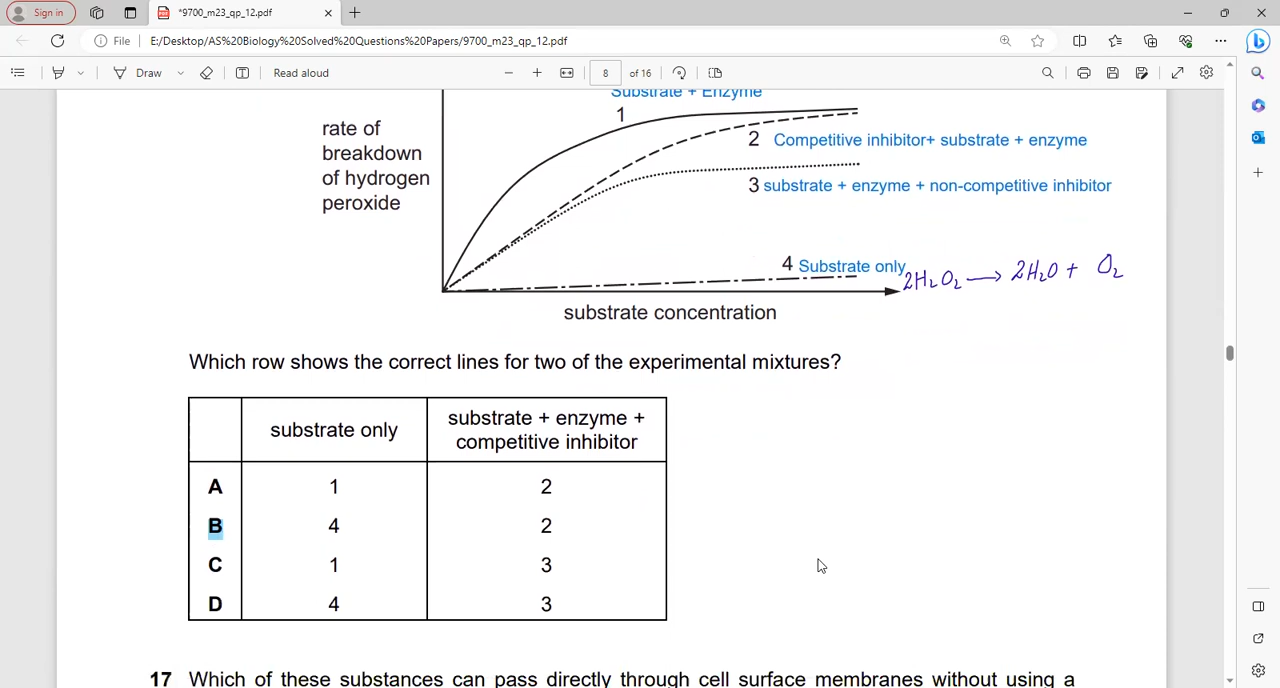 Sign in
*9700_m23_qp_12.pdf
File
E:/Desktop/AS%20Biology%20Solved%20Questions%20Papers/9700_m23_qp_12.pdf
Draw
Read aloud
8
of 16
Substrate + Enzyme
1
rate of
breakdown
of hydrogen
peroxide
2 Competitive inhibitor+ substrate + enzyme
3 substrate + enzyme + non-competitive inhibitor
4 Substrate only
2H₂O₂ → 2H₂O + O₂
substrate concentration
Which row shows the correct lines for two of the experimental mixtures?
substrate only
substrate + enzyme +
competitive inhibitor
A 1 2
B 4 2
C 1 3
D 4 3
17 Which of these substances can pass directly through cell surface membranes without using a